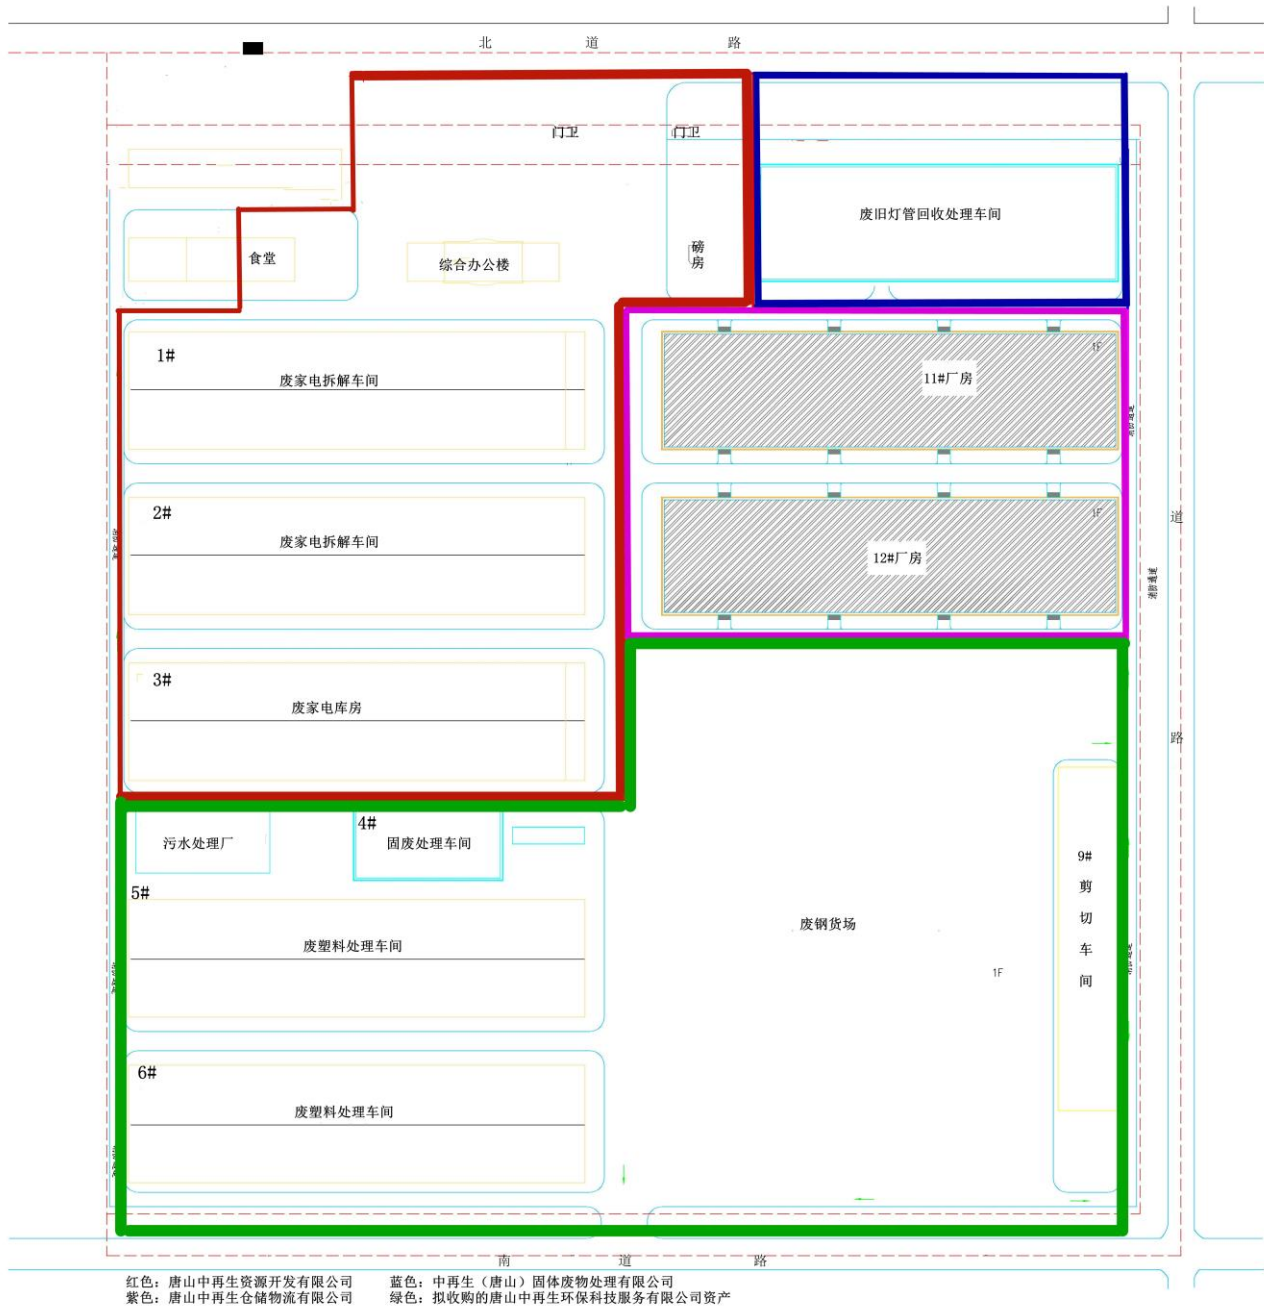 北 道 路
门卫 门卫
废旧灯管回收处理车间
磅房
食堂
综合办公楼
1#
废家电拆解车间
1F
11#厂房
2#
废家电拆解车间
1F
12#厂房
道 路
消防通道
3#
废家电库房
4#
污水处理厂
固废处理车间
5#
废塑料处理车间
废钢货场
1F
9#剪切车间
6#
废塑料处理车间
南 道 路
红色：唐山中再生资源开发有限公司 蓝色：中再生（唐山）固体废物处理有限公司
紫色：唐山中再生仓储物流有限公司 绿色：拟收购的唐山中再生环保科技服务有限公司资产